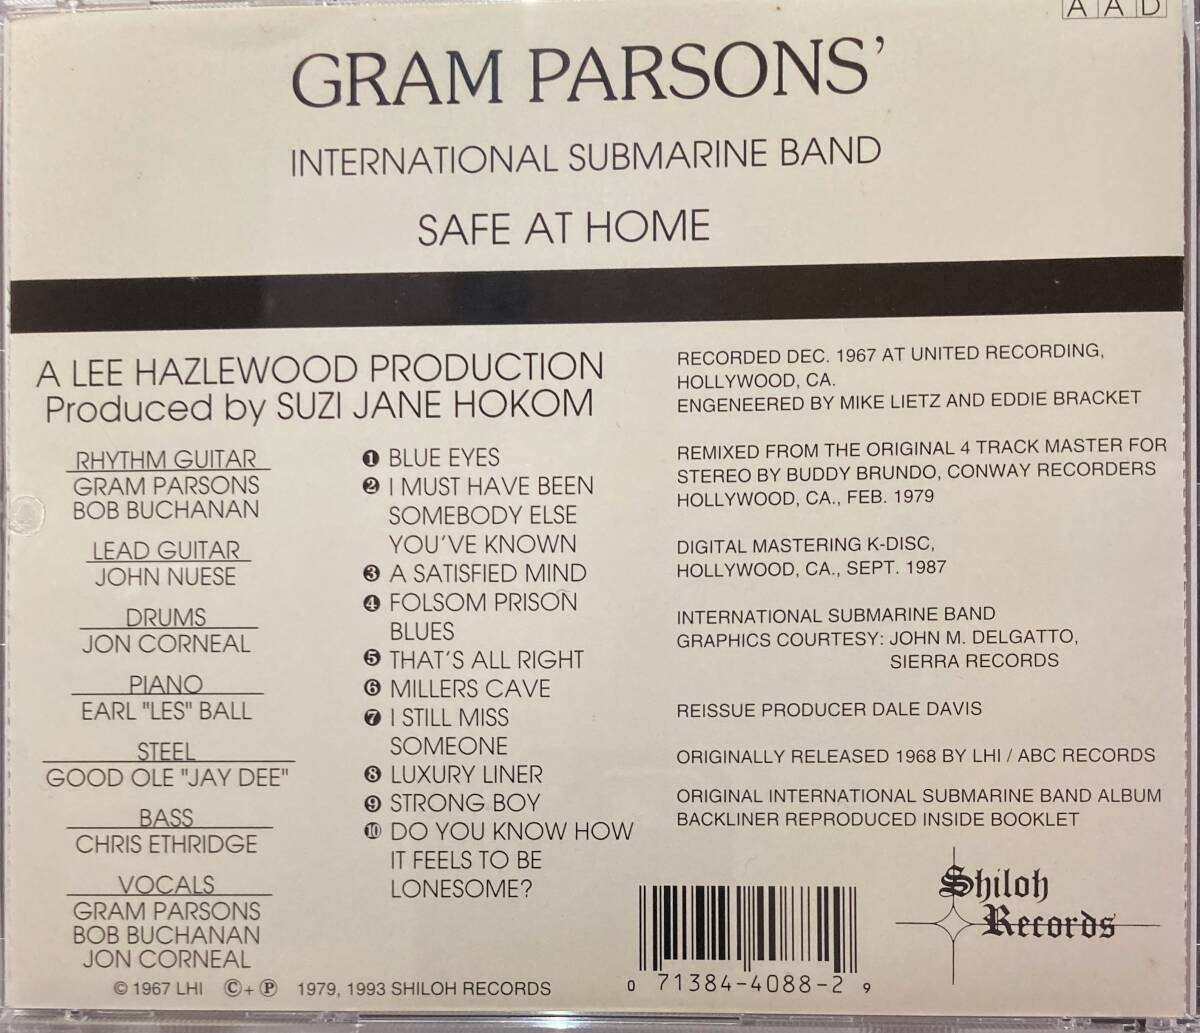 AAD
GRAM PARSONS'
INTERNATIONAL SUBMARINE BAND
SAFE AT HOME
A LEE HAZLEWOOD PRODUCTION
Produced by SUZI JANE HOKOM
RHYTHM GUITAR
GRAM PARSONS
BOB BUCHANAN
LEAD GUITAR
JOHN NUESE
DRUMS
JON CORNEAL
PIANO
EARL "LES" BALL
STEEL
GOOD OLE "JAY DEE"
BASS
CHRIS ETHRIDGE
VOCALS
GRAM PARSONS
BOB BUCHANAN
JON CORNEAL
❶ BLUE EYES
❷ I MUST HAVE BEEN
SOMEBODY ELSE
YOU'VE KNOWN
❸ A SATISFIED MIND
❹ FOLSOM PRISON
BLUES
❺ THAT'S ALL RIGHT
❻ MILLERS CAVE
❼ I STILL MISS
SOMEONE
❽ LUXURY LINER
❾ STRONG BOY
❿ DO YOU KNOW HOW
IT FEELS TO BE
LONESOME?
RECORDED DEC. 1967 AT UNITED RECORDING,
HOLLYWOOD, CA.
ENGENEERED BY MIKE LIETZ AND EDDIE BRACKET
REMIXED FROM THE ORIGINAL 4 TRACK MASTER FOR
STEREO BY BUDDY BRUNDO, CONWAY RECORDERS
HOLLYWOOD, CA., FEB. 1979
DIGITAL MASTERING K-DISC,
HOLLYWOOD, CA., SEPT. 1987
INTERNATIONAL SUBMARINE BAND
GRAPHICS COURTESY: JOHN M. DELGATTO,
SIERRA RECORDS
REISSUE PRODUCER DALE DAVIS
ORIGINALLY RELEASED 1968 BY LHI / ABC RECORDS
ORIGINAL INTERNATIONAL SUBMARINE BAND ALBUM
BACKLINER REPRODUCED INSIDE BOOKLET
Shiloh
Records
0 71384-4088-2 9
© 1967 LHI ©+℗ 1979, 1993 SHILOH RECORDS